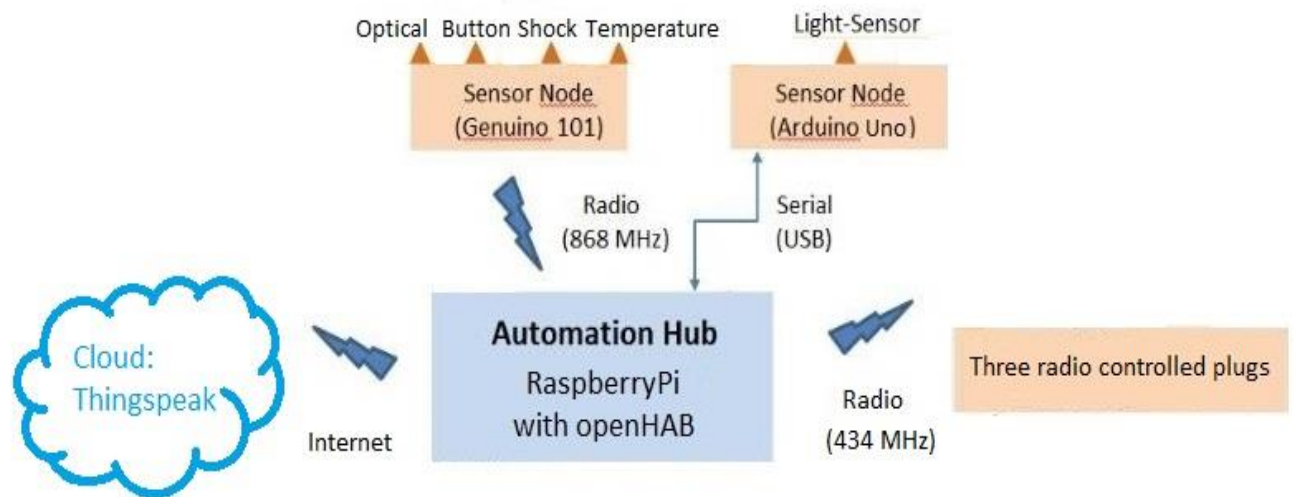 Optical Button Shock Temperature
Light-Sensor
Sensor Node
(Genuino 101)
Sensor Node
(Arduino Uno)
Radio
(868 MHz)
Serial
(USB)
Cloud:
Thingspeak
Internet
Automation Hub
RaspberryPi
with openHAB
Radio
(434 MHz)
Three radio controlled plugs